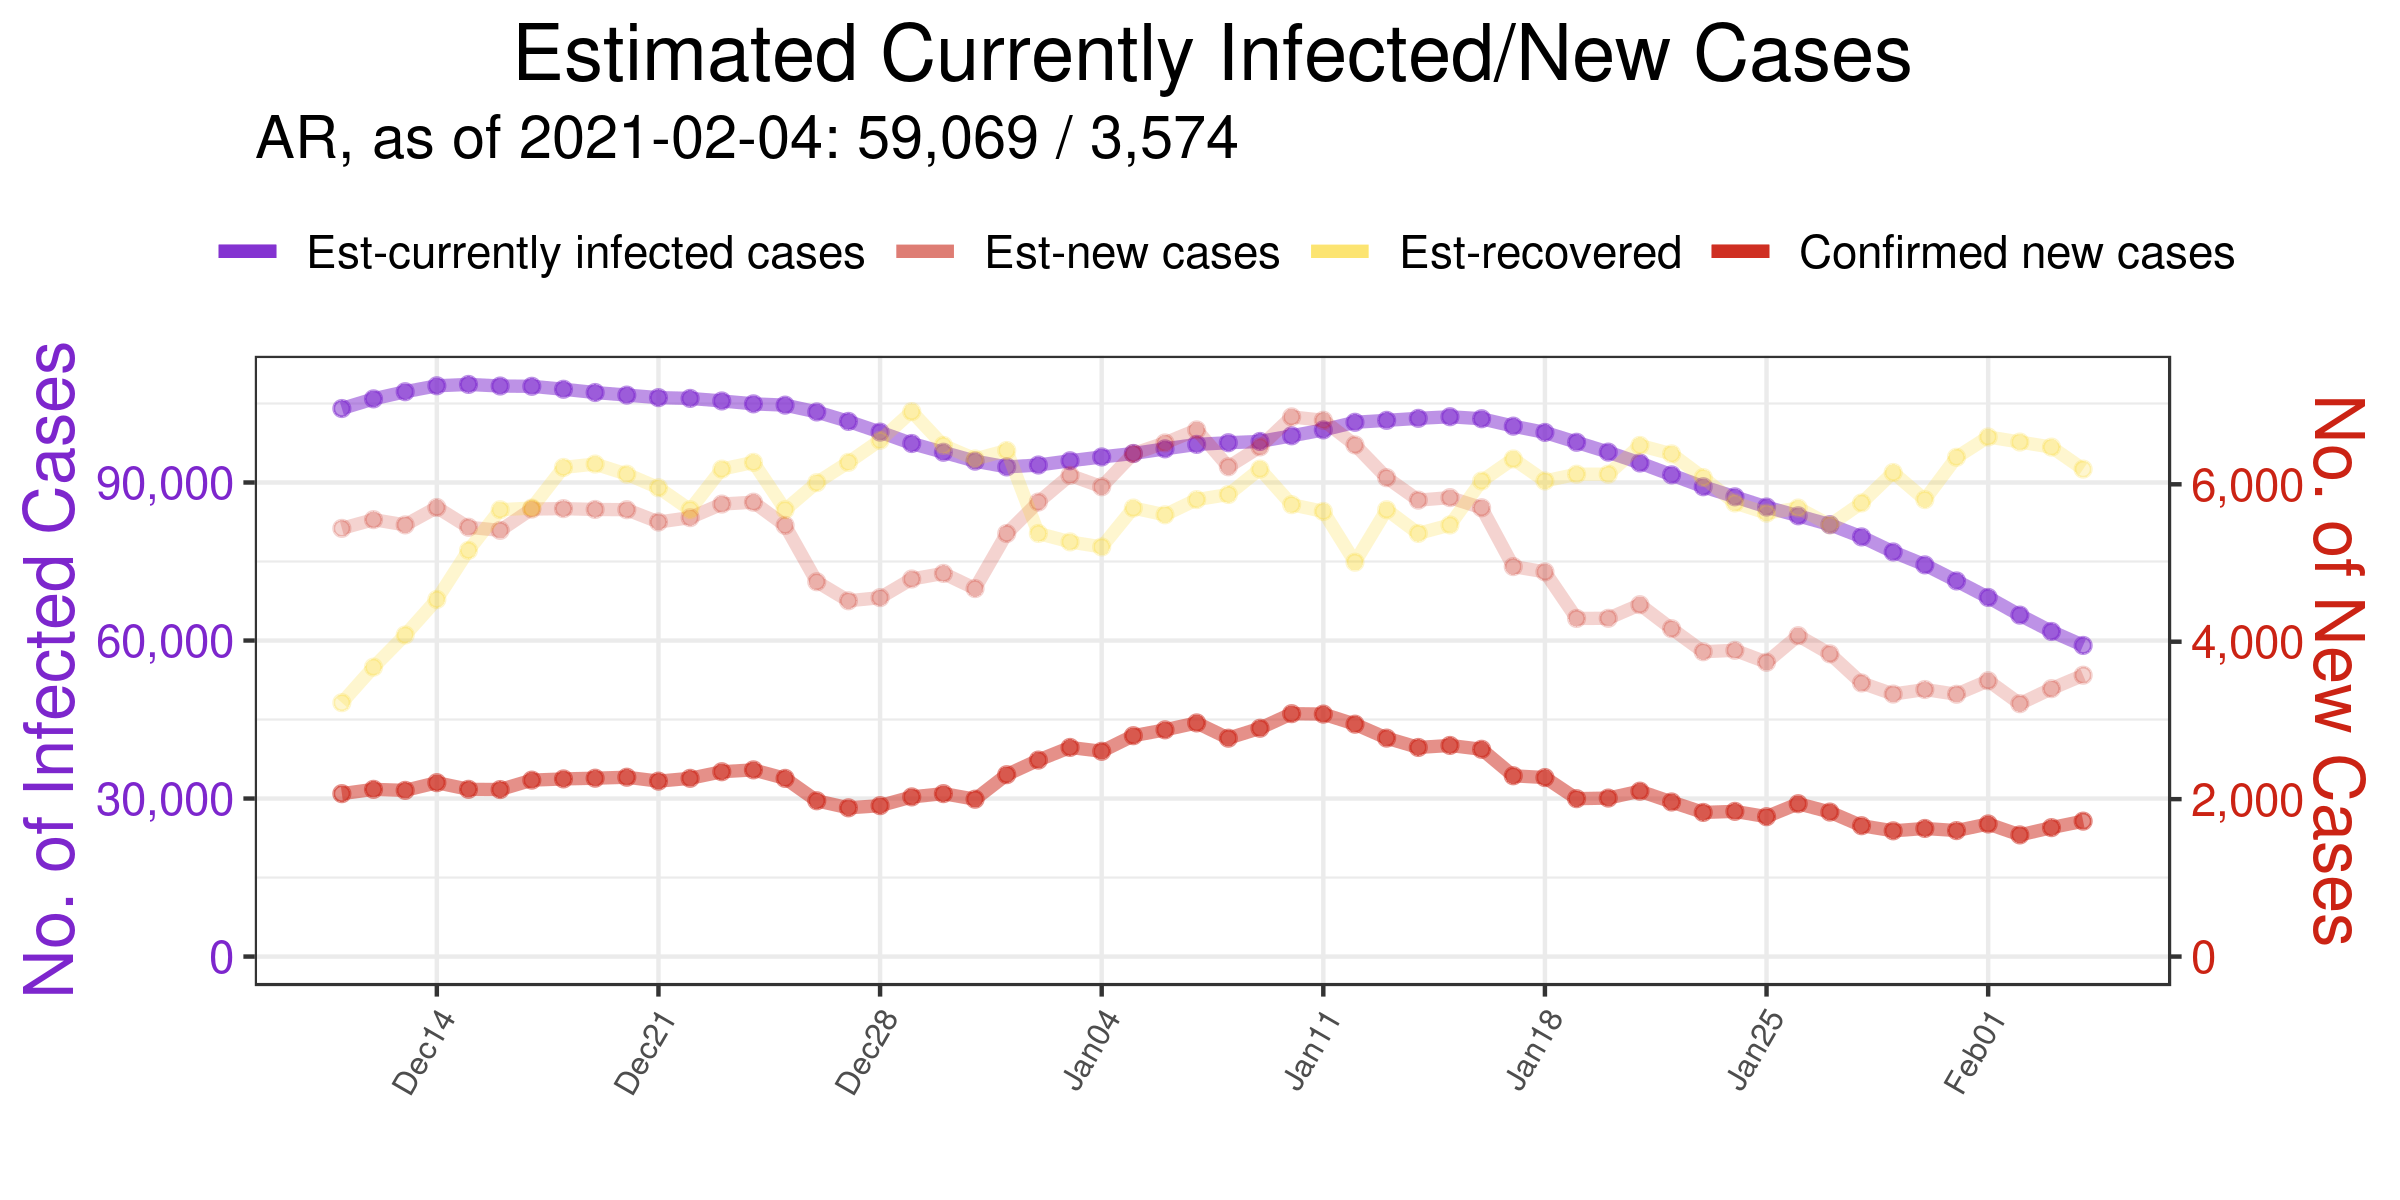 Estimated Currently Infected/New Cases
AR, as of 2021-02-04: 59,069 / 3,574
Est-currently infected cases Est-new cases Est-recovered Confirmed new cases
No. of Infected Cases
90,000
60,000
30,000
0
6,000
4,000
2,000
0
No. of New Cases
Dec14 Dec21 Dec28 Jan04 Jan11 Jan18 Jan25 Feb01